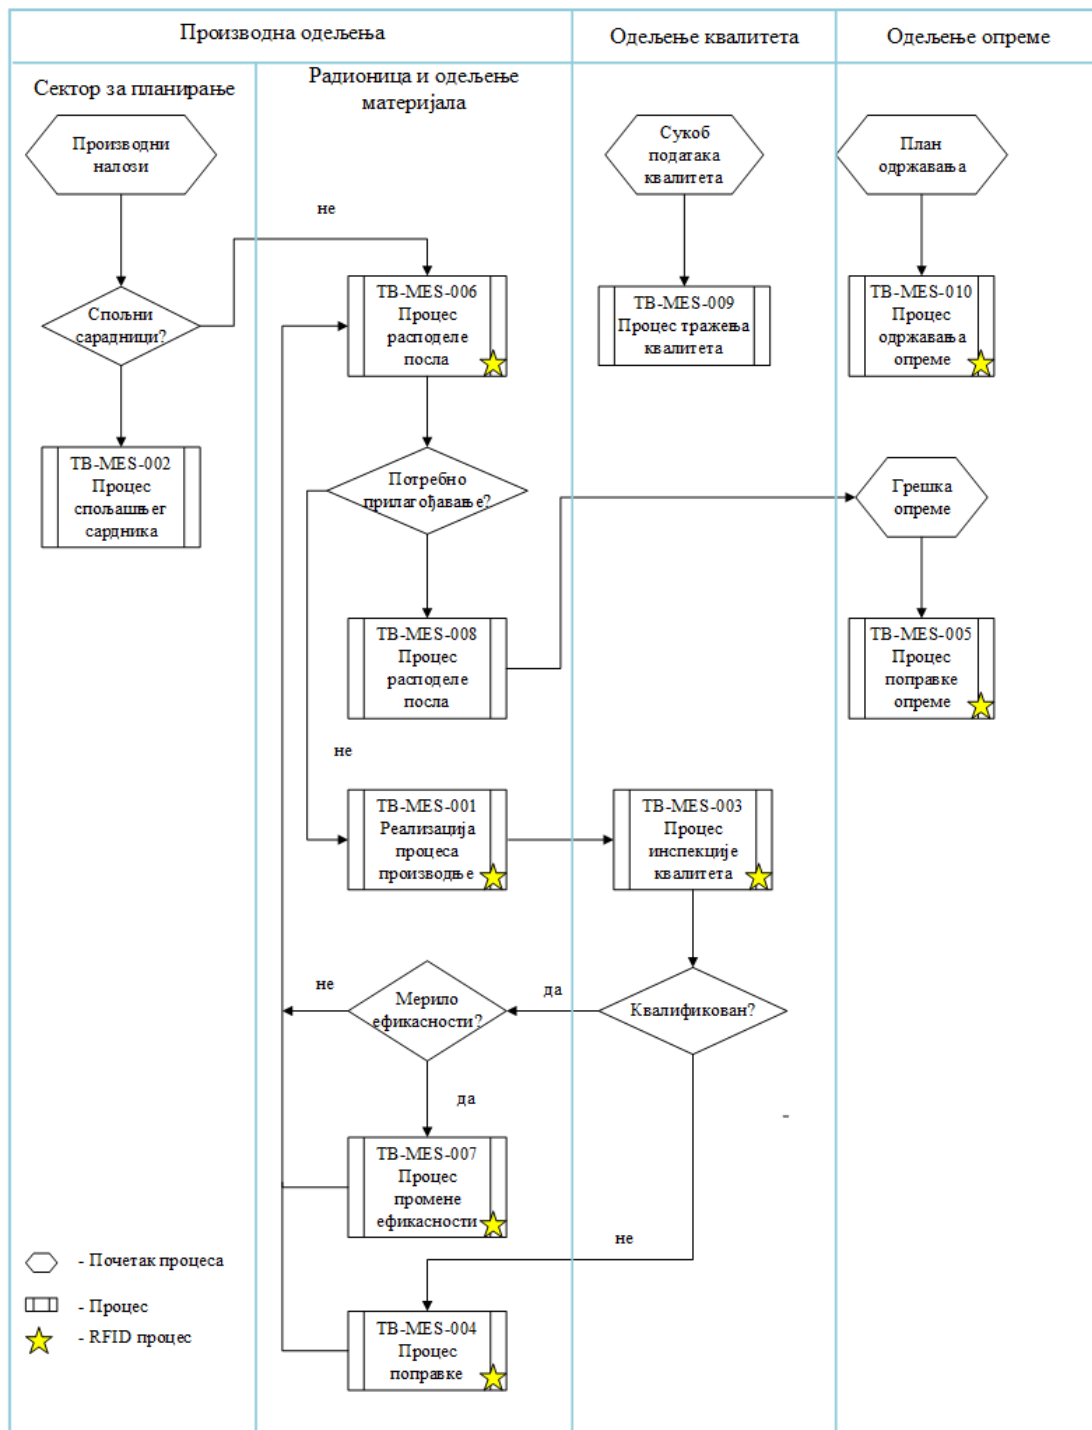 Производна одељења
Одељење квалитета
Одељење опреме
Сектор за планирање
Радионица и одељење
материјала
Производни
налози
Сукоб
података
квалитета
План
одржавања
не
Спољни
сарадници?
TB-MES-006
Процес
расподеле
посла
TB-MES-009
Процес тражења
квалитета
TB-MES-010
Процес
одржавања
опреме
TB-MES-002
Процес
спољашњег
сардника
Потребно
прилагођавање?
Грешка
опреме
TB-MES-008
Процес
расподеле
посла
TB-MES-005
Процес
поправке
опреме
не
TB-MES-001
Реализација
процеса
производње
TB-MES-003
Процес
инспекције
квалитета
не
Мерило
ефикасности?
да
Квалификован?
да
-
TB-MES-007
Процес
промене
ефикасности
не
TB-MES-004
Процес
поправке
- Почетак процеса
- Процес
- RFID процес